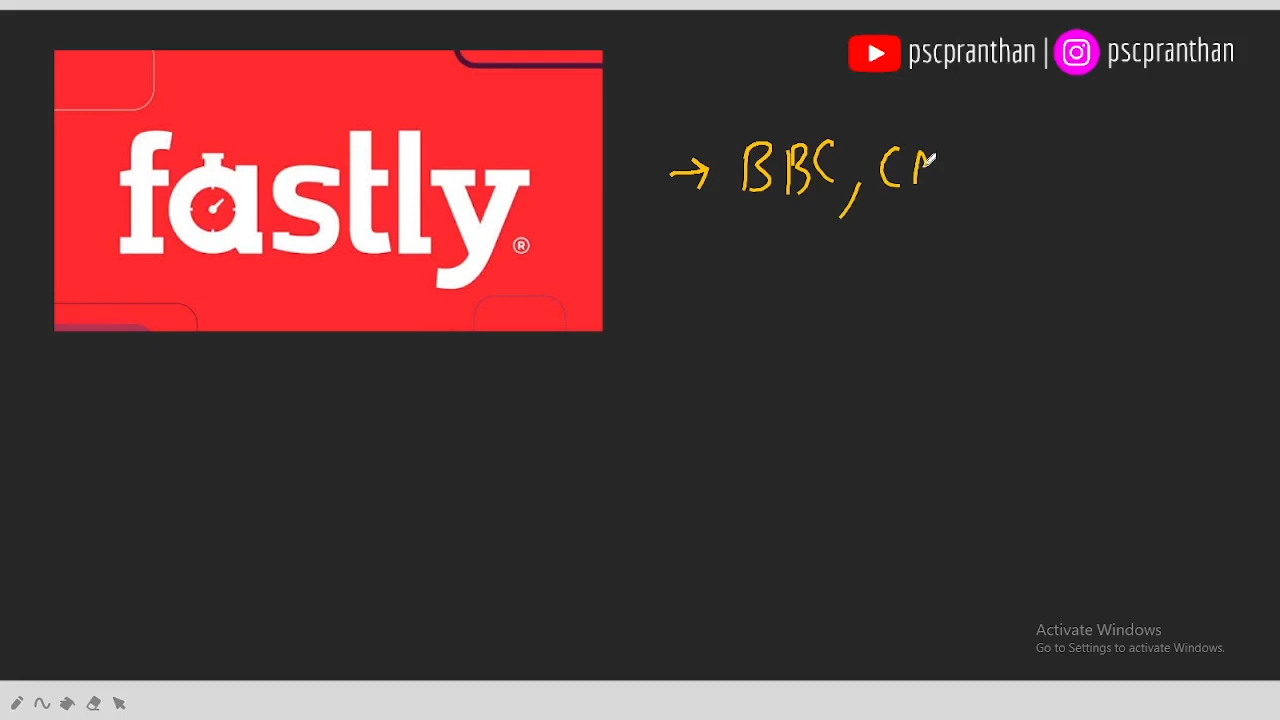 pscpranthan | pscpranthan
fastly ®
→ BBC, C
Activate Windows
Go to Settings to activate Windows.